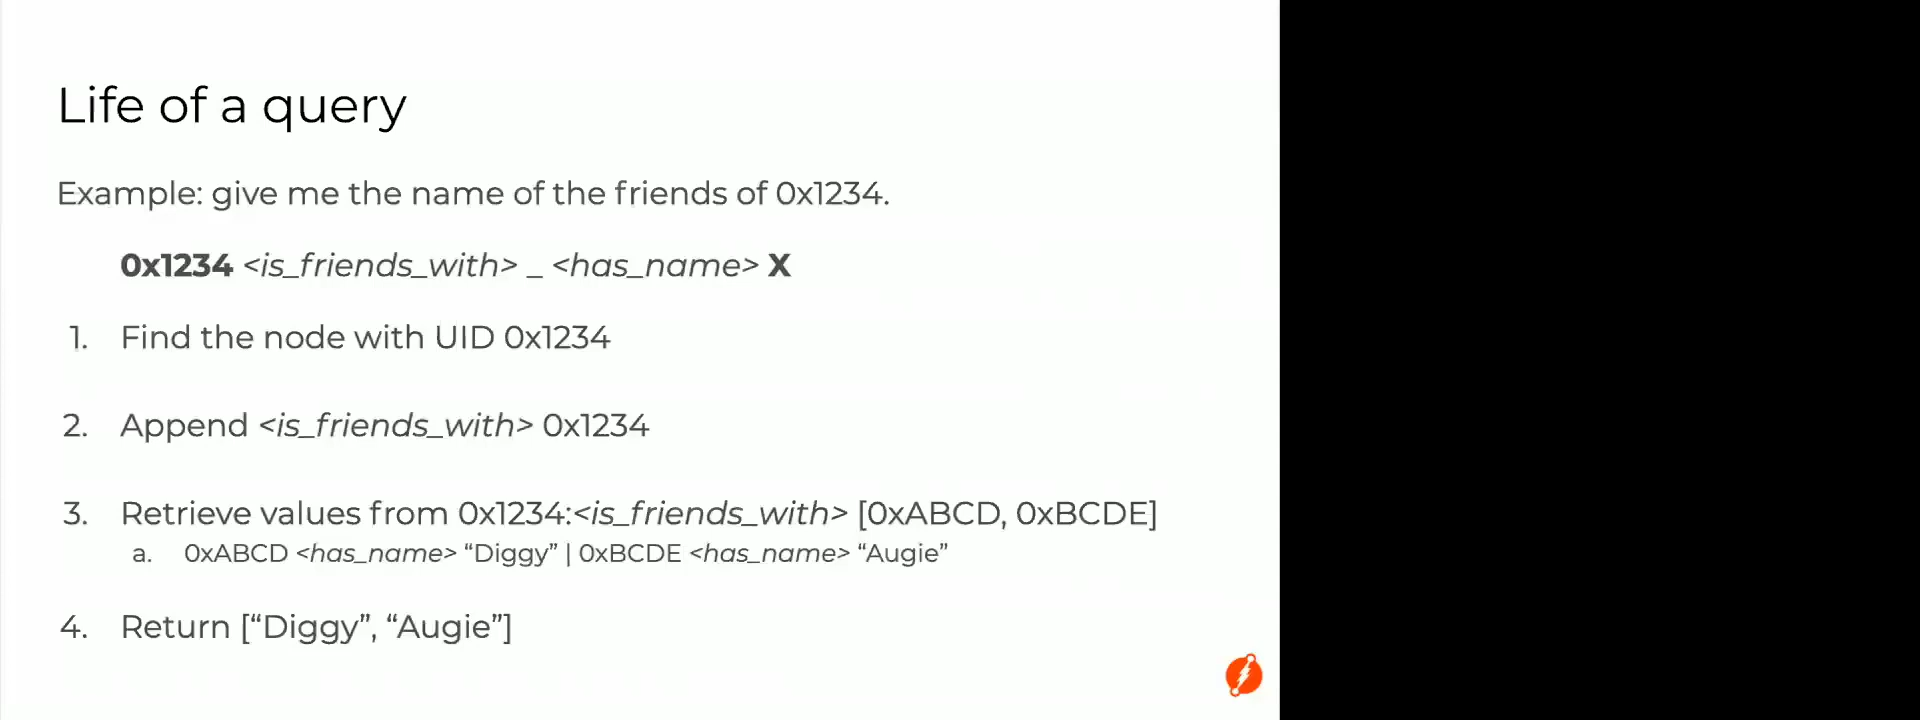 Life of a query
Example: give me the name of the friends of 0x1234.
0x1234 <is_friends_with> _ <has_name> X
1. Find the node with UID 0x1234
2. Append <is_friends_with> 0x1234
3. Retrieve values from 0x1234:<is_friends_with> [0xABCD, 0xBCDE]
a. 0xABCD <has_name> “Diggy” | 0xBCDE <has_name> “Augie”
4. Return [“Diggy”, “Augie”]